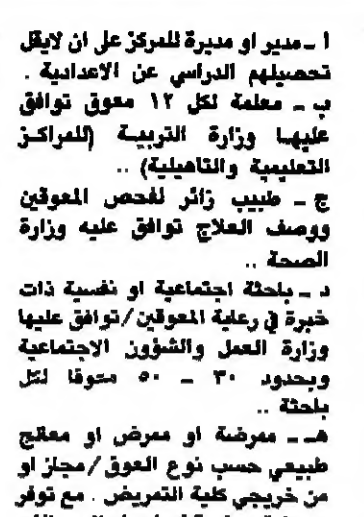 أ ـ مدير او مديرة للمركز على ان لايقل
تحصيلهم الدراسي عن الاعدادية .
ب ـ معلمة لكل ١٢ معوق توافق
عليها وزارة التربية (للمراكز
التعليمية والتاهيلية) ..
ج ـ طبيب زائر لفحص المعوقين
ووصف العلاج توافق عليه وزارة
الصحة ..
د ـ باحثة اجتماعية او نفسية ذات
خبرة في رعاية المعوقين / توافق عليها
وزارة العمل والشؤون الاجتماعية
وبحدود ٣٠ ـ ٥٠ معوقا لكل
باحثة ..
هـ ـ ممرضة او ممرض او معالج
طبيعي حسب نوع العوق / مجاز او
من خريجي كلية التمريض . مع توفر